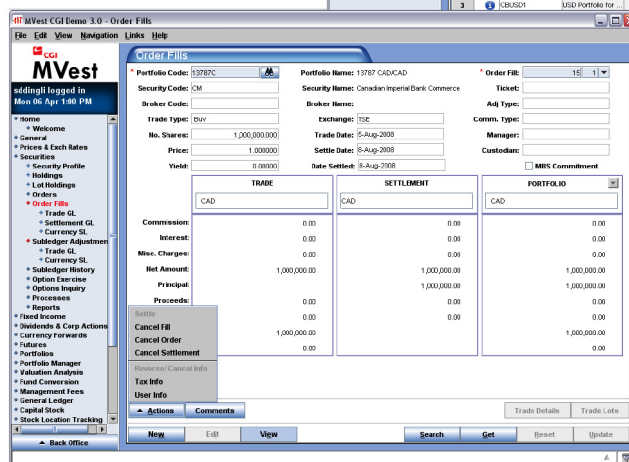 3 CBUSD1 USD Portfolio for ...
MVest CGI Demo 3.0 - Order Fills
File Edit View Navigation Links Help
CGI
MVest
sddingli logged in
Mon 06 Apr 1:00 PM
Home
Welcome
General
Prices & Exch Rates
Securities
Security Profile
Holdings
Lot Holdings
Orders
Order Fills
Trade GL
Settlement GL
Currency SL
Subledger Adjustmen
Trade GL
Currency SL
Subledger History
Option Exercise
Options Inquiry
Processes
Reports
Fixed Income
Dividends & Corp Actions
Currency Forwards
Futures
Portfolios
Portfolio Manager
Valuation Analysis
Fund Conversion
Management Fees
General Ledger
Capital Stock
Stock Location Tracking
Back Office
Order Fills
* Portfolio Code: 13787C Portfolio Name: 13787 CAD/CAD * Order Fill: 15 1
Security Code: CM Security Name: Canadian Imperial Bank Commerce Ticket:
Broker Code: Broker Name: Adj Type:
Trade Type: Buy Exchange: TSE Comm. Type:
No. Shares: 1,000,000.000 Trade Date: 5-Aug-2008 Manager:
Price: 1.000000 Settle Date: 8-Aug-2008 Custodian:
Yield: 0.00000 Date Settled: 8-Aug-2008 MBS Commitment
TRADE SETTLEMENT PORTFOLIO
CAD CAD CAD
Commission: 0.00 0.00 0.00
Interest: 0.00 0.00 0.00
Misc. Charges: 0.00 0.00 0.00
Net Amount: 1,000,000.00 1,000,000.00 1,000,000.00
Principal: 1,000,000.00 1,000,000.00
Proceeds: 0.00 0.00 0.00
0.00 0.00
1,000,000.00 1,000,000.00
0.00 0.00
Settle
Cancel Fill
Cancel Order
Cancel Settlement
Reverse/Cancel Info
Tax Info
User Info
Actions Comments Trade Details Trade Lots
New Edit View Search Get Reset Update